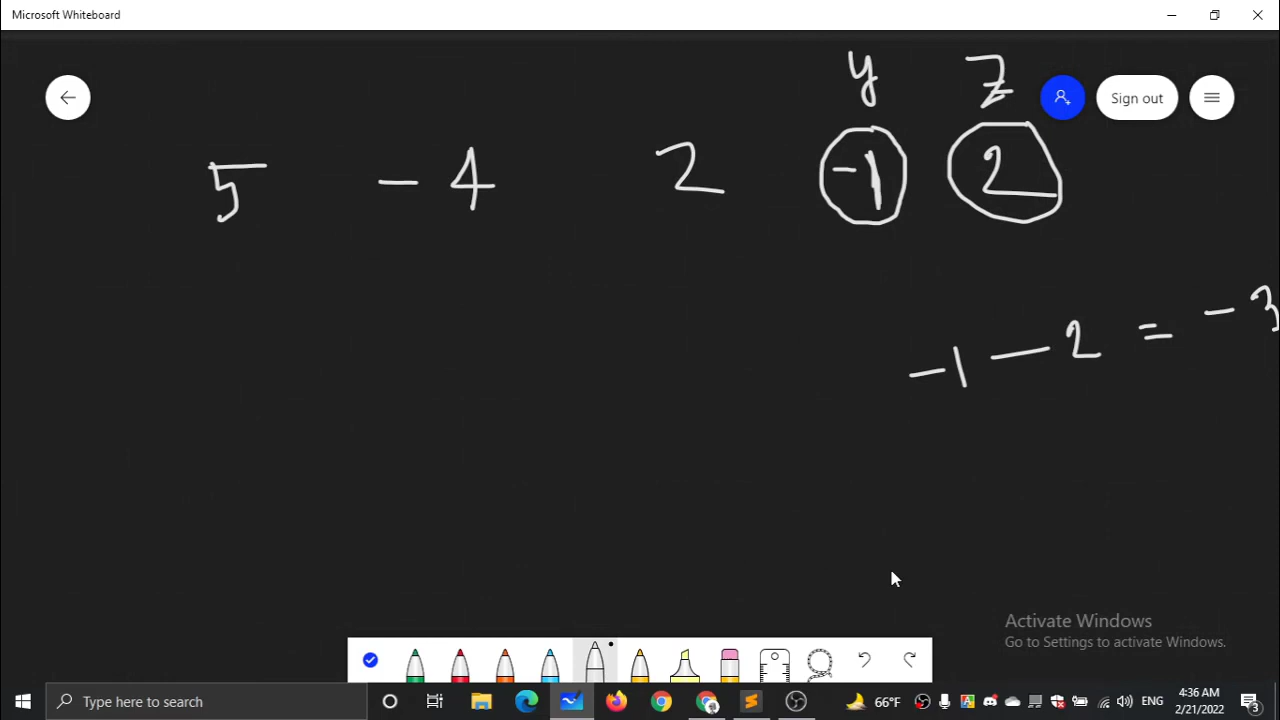 Microsoft Whiteboard
y z
Sign out
5 - 4 2 -1 2
-1 - 2 = - 3
Activate Windows
Go to Settings to activate Windows.
Type here to search
66°F
ENG
4:36 AM
2/21/2022
3